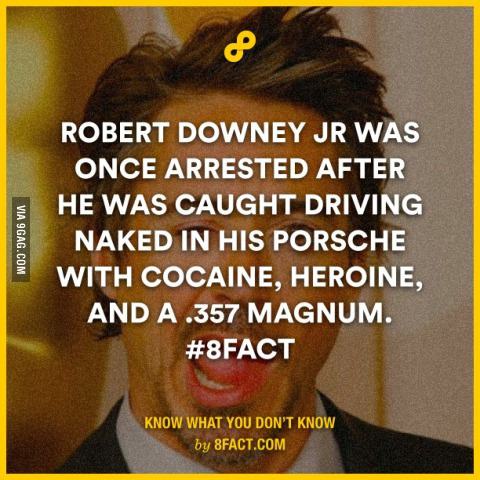 ROBERT DOWNEY JR WAS
ONCE ARRESTED AFTER
HE WAS CAUGHT DRIVING
NAKED IN HIS PORSCHE
WITH COCAINE, HEROINE,
AND A .357 MAGNUM.
#8FACT
VIA 9GAG.COM
KNOW WHAT YOU DON'T KNOW
by 8FACT.COM